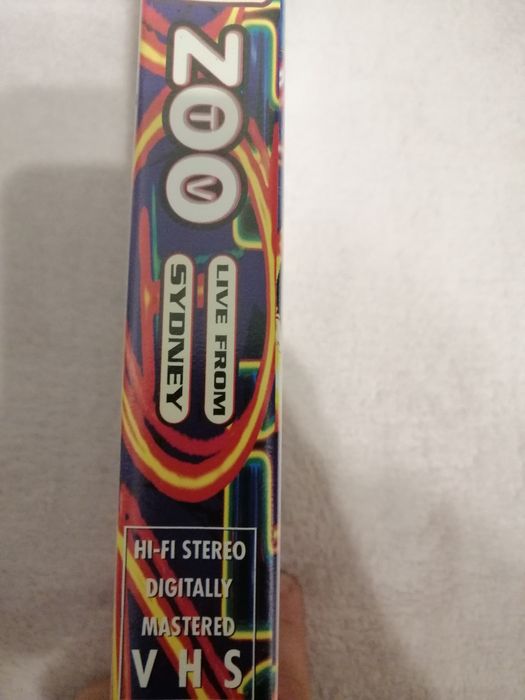 ZOO
TV
LIVE FROM
SYDNEY
HI-FI STEREO
DIGITALLY
MASTERED
VHS